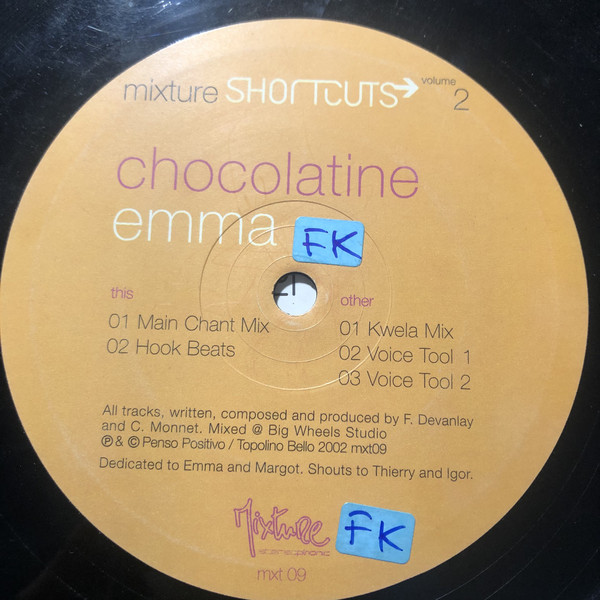 mixture SHORTCUTS volume 2
chocolatine
emma
FK
this
01 Main Chant Mix
02 Hook Beats
other
01 Kwela Mix
02 Voice Tool 1
03 Voice Tool 2
All tracks, written, composed and produced by F. Devanlay
and C. Monnet. Mixed @ Big Wheels Studio
℗ & © Penso Positivo / Topolino Bello 2002 mxt09
Dedicated to Emma and Margot. Shouts to Thierry and Igor.
Mixture
stereophonic
FK
mxt 09